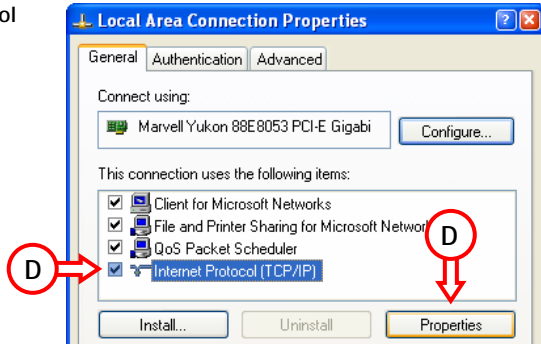 ol
Local Area Connection Properties
General Authentication Advanced
Connect using:
Marvell Yukon 88E8053 PCI-E Gigabi Configure...
This connection uses the following items:
Client for Microsoft Networks
File and Printer Sharing for Microsoft Networ
D
QoS Packet Scheduler
D Internet Protocol (TCP/IP)
Install... Uninstall Properties